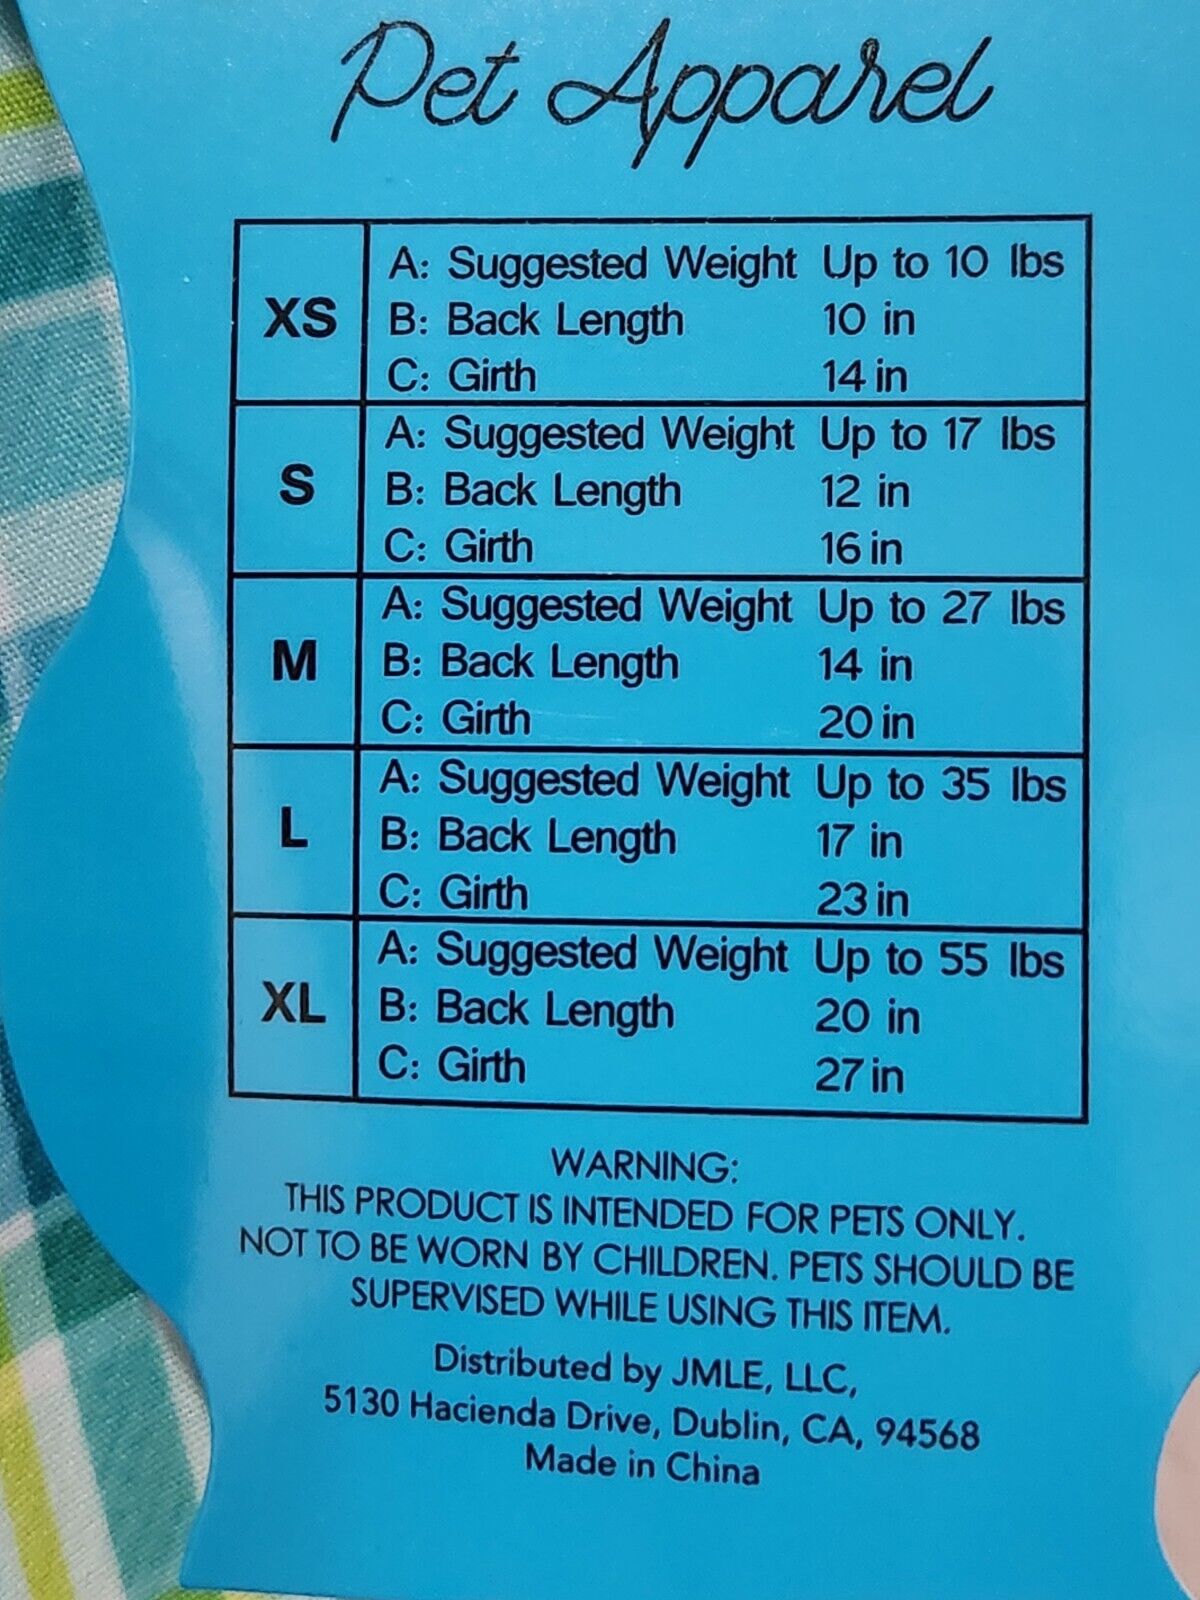 Pet Apparel
XS
A: Suggested Weight Up to 10 lbs
B: Back Length 10 in
C: Girth 14 in
S
A: Suggested Weight Up to 17 lbs
B: Back Length 12 in
C: Girth 16 in
M
A: Suggested Weight Up to 27 lbs
B: Back Length 14 in
C: Girth 20 in
L
A: Suggested Weight Up to 35 lbs
B: Back Length 17 in
C: Girth 23 in
XL
A: Suggested Weight Up to 55 lbs
B: Back Length 20 in
C: Girth 27 in
WARNING:
THIS PRODUCT IS INTENDED FOR PETS ONLY.
NOT TO BE WORN BY CHILDREN. PETS SHOULD BE
SUPERVISED WHILE USING THIS ITEM.
Distributed by JMLE, LLC,
5130 Hacienda Drive, Dublin, CA, 94568
Made in China